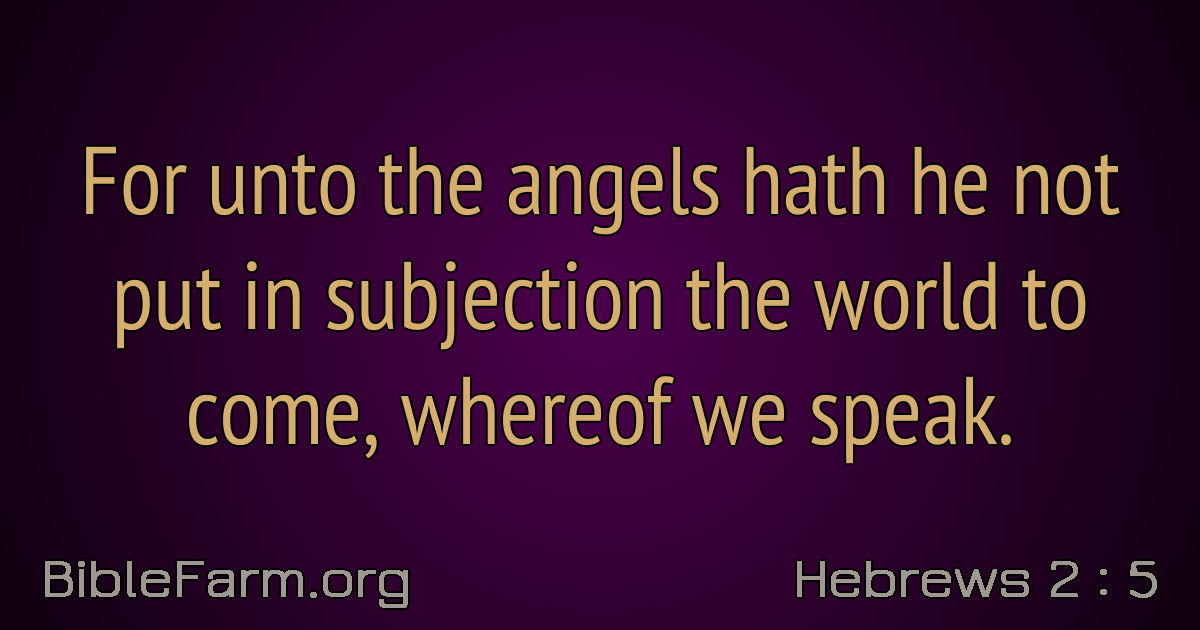 For unto the angels hath he not
put in subjection the world to
come, whereof we speak.
BibleFarm.org
Hebrews 2 : 5